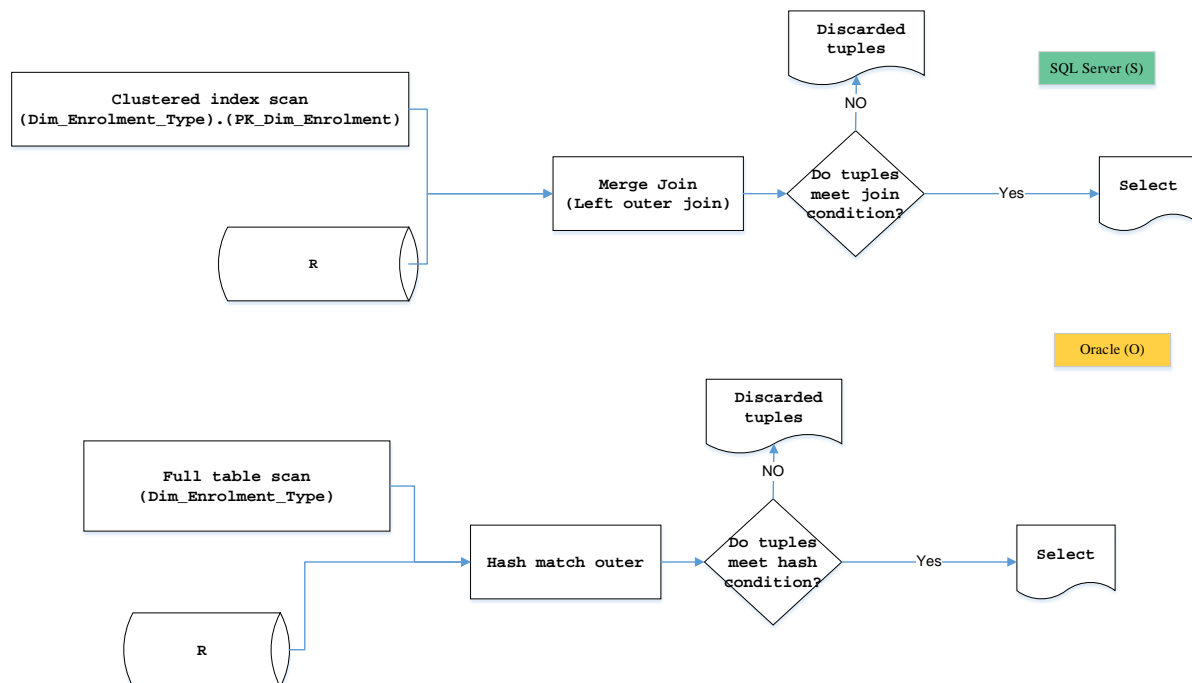 Discarded
tuples
SQL Server (S)
Clustered index scan
(Dim_Enrolment_Type).(PK_Dim_Enrolment)
NO
Merge Join
(Left outer join)
Do tuples
meet join
condition?
Yes
Select
R
Oracle (O)
Discarded
tuples
Full table scan
(Dim_Enrolment_Type)
NO
Hash match outer
Do tuples
meet hash
condition?
Yes
Select
R